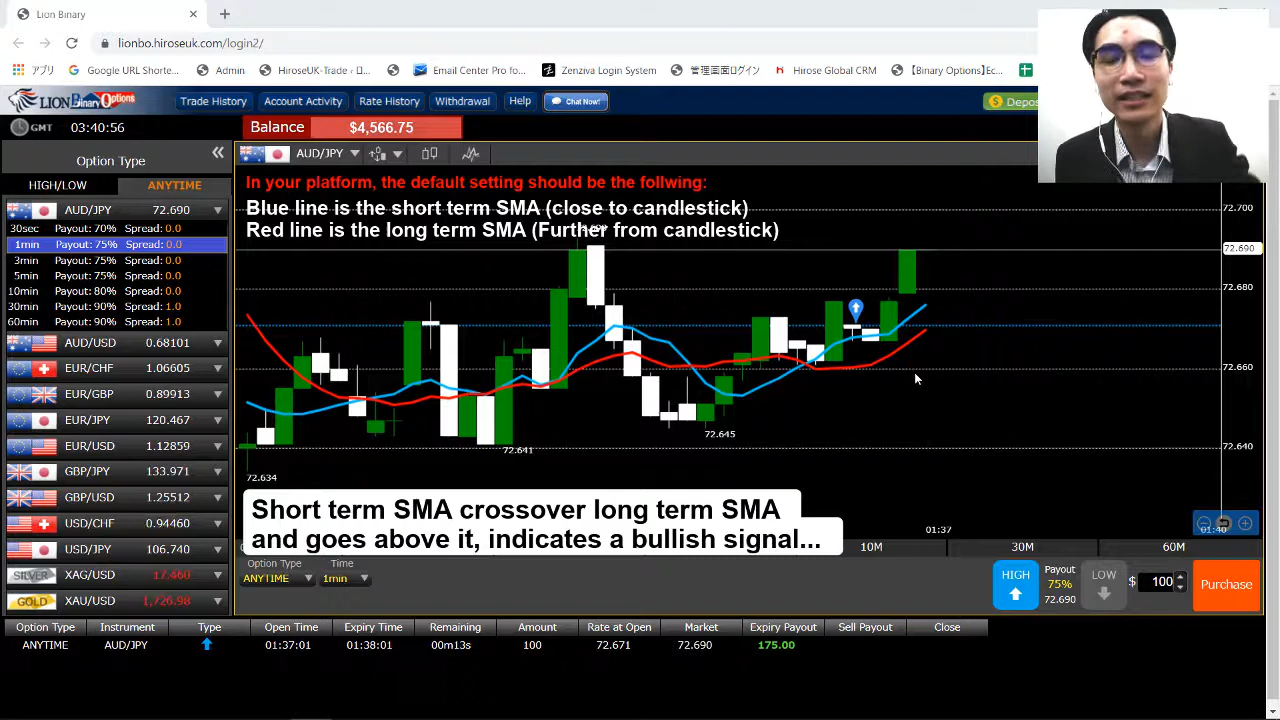 Lion Binary
lionbo.hiroseuk.com/login2/
アプリ
Google URL Shorte...
Admin
HiroseUK-Trade ‹ ロ...
Email Center Pro fo...
Zenziva Login System
管理画面ログイン
Hirose Global CRM
【Binary Options】Ec...
LION Binary Options
Trade History
Account Activity
Rate History
Withdrawal
Help
Chat Now!
GMT 03:40:56
Balance $4,566.75
Option Type
HIGH/LOW ANYTIME
AUD/JPY 72.690
30sec Payout: 70% Spread: 0.0
1min Payout: 75% Spread: 0.0
3min Payout: 75% Spread: 0.0
5min Payout: 75% Spread: 0.0
10min Payout: 80% Spread: 0.0
30min Payout: 90% Spread: 1.0
60min Payout: 90% Spread: 1.0
AUD/USD 0.68101
EUR/CHF 1.06605
EUR/GBP 0.89913
EUR/JPY 120.467
EUR/USD 1.12859
GBP/JPY 133.971
GBP/USD 1.25512
USD/CHF 0.94460
USD/JPY 106.740
SILVER XAG/USD 17.460
GOLD XAU/USD 1,726.98
AUD/JPY
In your platform, the default setting should be the follwing:
Blue line is the short term SMA (close to candlestick)
Red line is the long term SMA (Further from candlestick)
72.700
72.690
72.680
72.660
72.640
72.645
72.641
72.634
Short term SMA crossover long term SMA
and goes above it, indicates a bullish signal...
01:37
01:40
10M 30M 60M
Option Type Time
ANYTIME 1min
HIGH
Payout
75%
72.690
LOW
$ 100
Purchase
Option Type Instrument Type Open Time Expiry Time Remaining Amount Rate at Open Market Expiry Payout Sell Payout Close
ANYTIME AUD/JPY 01:37:01 01:38:01 00m13s 100 72.671 72.690 175.00